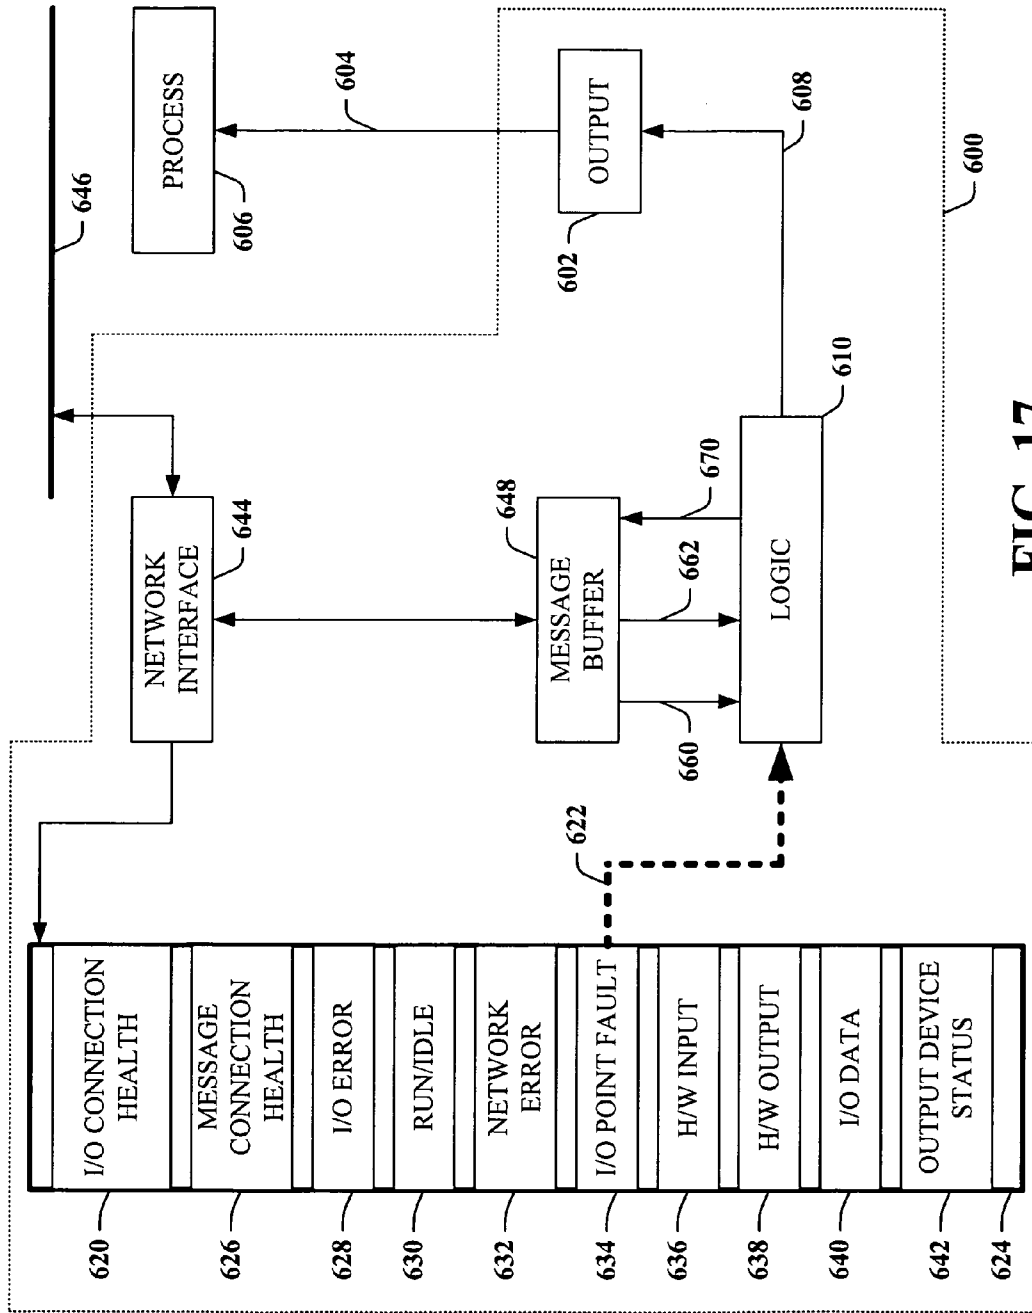 620
I/O CONNECTION
HEALTH
626
MESSAGE
CONNECTION
HEALTH
628
I/O ERROR
630
RUN/IDLE
632
NETWORK
ERROR
634
I/O POINT FAULT
636
H/W INPUT
638
H/W OUTPUT
640
I/O DATA
642
OUTPUT DEVICE
STATUS
624
622
NETWORK
INTERFACE
644
646
PROCESS
606
604
MESSAGE
BUFFER
648
660
662
670
LOGIC
610
OUTPUT
602
608
600
FIG. 17